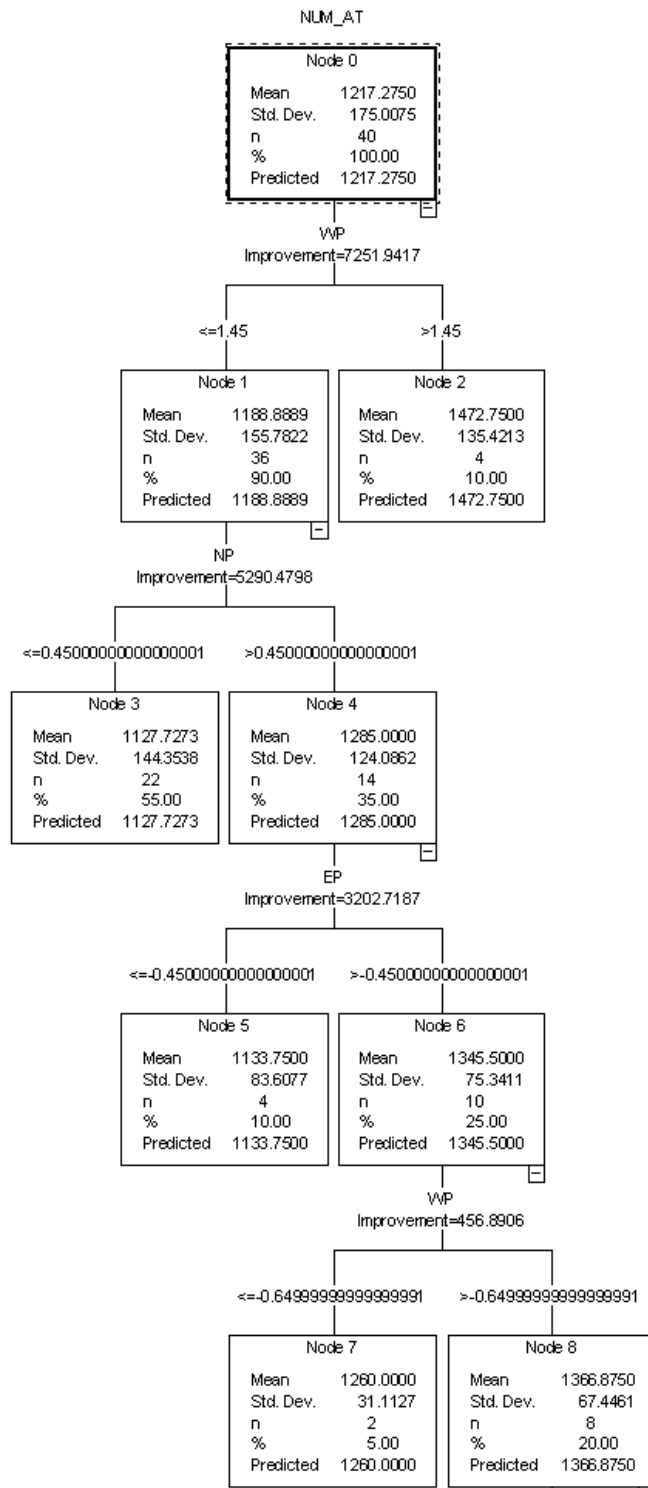 NUM_AT
Node 0
Mean 1217.2750
Std. Dev. 175.0075
n 40
% 100.00
Predicted 1217.2750
WP
Improvement=7251.9417
<=1.45 >1.45
Node 1
Mean 1188.8889
Std. Dev. 155.7822
n 36
% 90.00
Predicted 1188.8889
Node 2
Mean 1472.7500
Std. Dev. 135.4213
n 4
% 10.00
Predicted 1472.7500
NP
Improvement=5290.4798
<=0.45000000000000001 >0.45000000000000001
Node 3
Mean 1127.7273
Std. Dev. 144.3538
n 22
% 55.00
Predicted 1127.7273
Node 4
Mean 1285.0000
Std. Dev. 124.0862
n 14
% 35.00
Predicted 1285.0000
EP
Improvement=3202.7187
<=-0.45000000000000001 >-0.45000000000000001
Node 5
Mean 1133.7500
Std. Dev. 83.6077
n 4
% 10.00
Predicted 1133.7500
Node 6
Mean 1345.5000
Std. Dev. 75.3411
n 10
% 25.00
Predicted 1345.5000
WP
Improvement=456.8906
<=-0.64999999999999991 >-0.64999999999999991
Node 7
Mean 1260.0000
Std. Dev. 31.1127
n 2
% 5.00
Predicted 1260.0000
Node 8
Mean 1366.8750
Std. Dev. 67.4461
n 8
% 20.00
Predicted 1366.8750